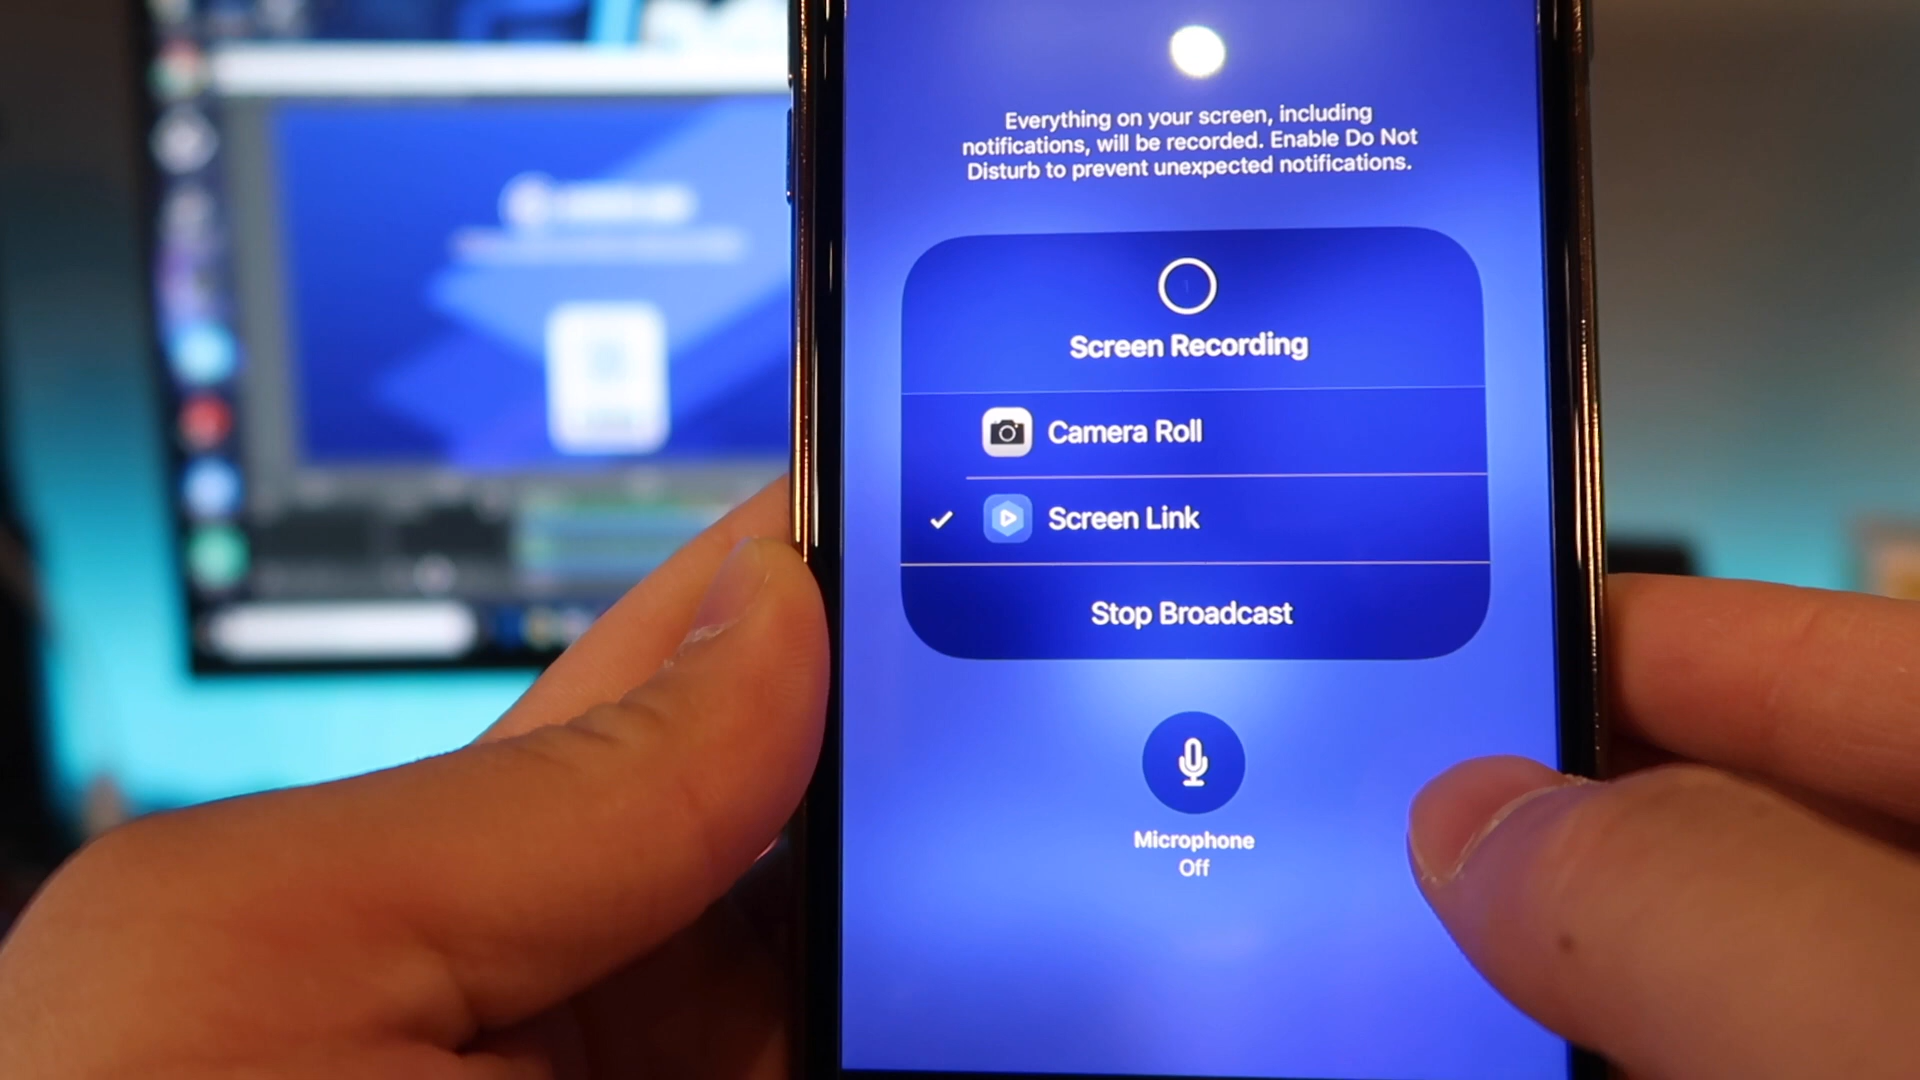 Everything on your screen, including
notifications, will be recorded. Enable Do Not
Disturb to prevent unexpected notifications.
Screen Recording
Camera Roll
Screen Link
Stop Broadcast
Microphone
Off